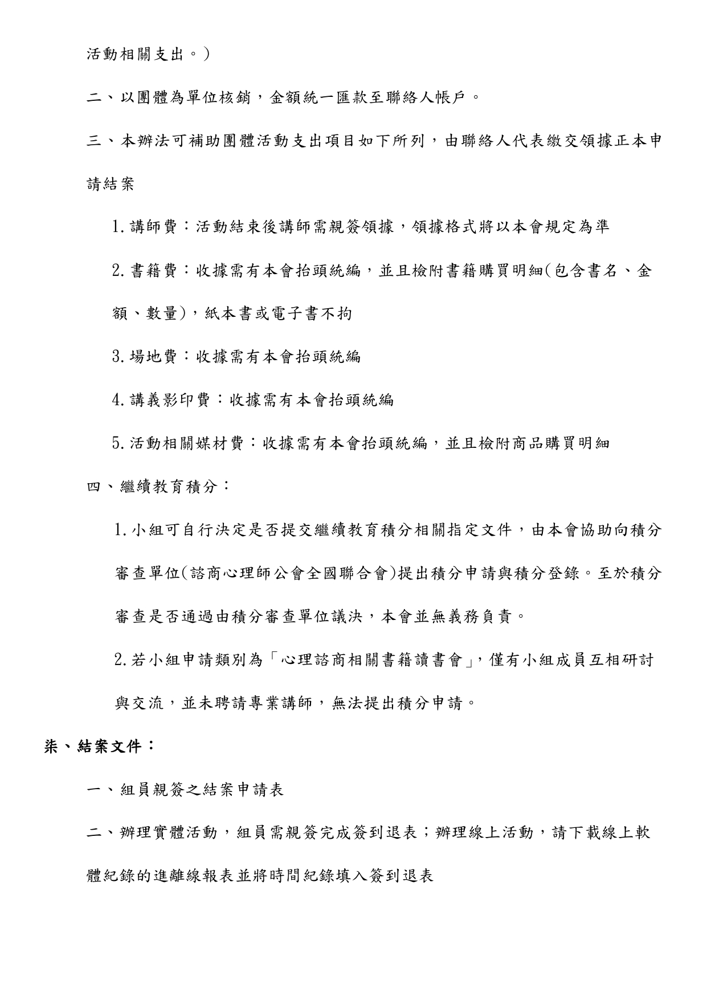 活動相關支出。)
二、以團體為單位核銷，金額統一匯款至聯絡人帳戶。
三、本辦法可補助團體活動支出項目如下所列，由聯絡人代表繳交領據正本申
請結案
1.講師費：活動結束後講師需親簽領據，領據格式將以本會規定為準
2.書籍費：收據需有本會抬頭統編，並且檢附書籍購買明細(包含書名、金
額、數量)，紙本書或電子書不拘
3.場地費：收據需有本會抬頭統編
4.講義影印費：收據需有本會抬頭統編
5.活動相關媒材費：收據需有本會抬頭統編，並且檢附商品購買明細
四、繼續教育積分：
1.小組可自行決定是否提交繼續教育積分相關指定文件，由本會協助向積分
審查單位(諮商心理師公會全國聯合會)提出積分申請與積分登錄。至於積分
審查是否通過由積分審查單位議決，本會並無義務負責。
2.若小組申請類別為「心理諮商相關書籍讀書會」，僅有小組成員互相研討
與交流，並未聘請專業講師，無法提出積分申請。
柒、結案文件：
一、組員親簽之結案申請表
二、辦理實體活動，組員需親簽完成簽到退表；辦理線上活動，請下載線上軟
體紀錄的進離線報表並將時間紀錄填入簽到退表